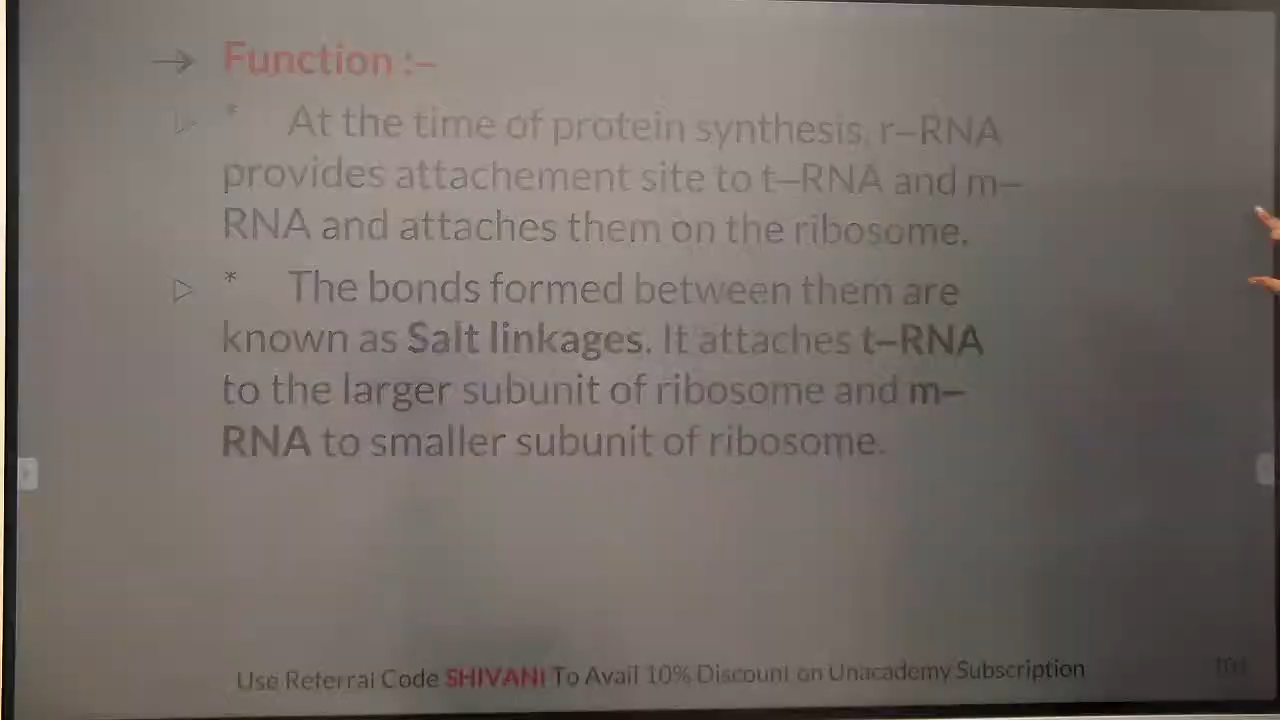 → Function :–
▷ * At the time of protein synthesis, r–RNA
provides attachement site to t–RNA and m–
RNA and attaches them on the ribosome.
▷ * The bonds formed between them are
known as Salt linkages. It attaches t–RNA
to the larger subunit of ribosome and m–
RNA to smaller subunit of ribosome.
Use Referral Code SHIVANI To Avail 10% Discount on Unacademy Subscription